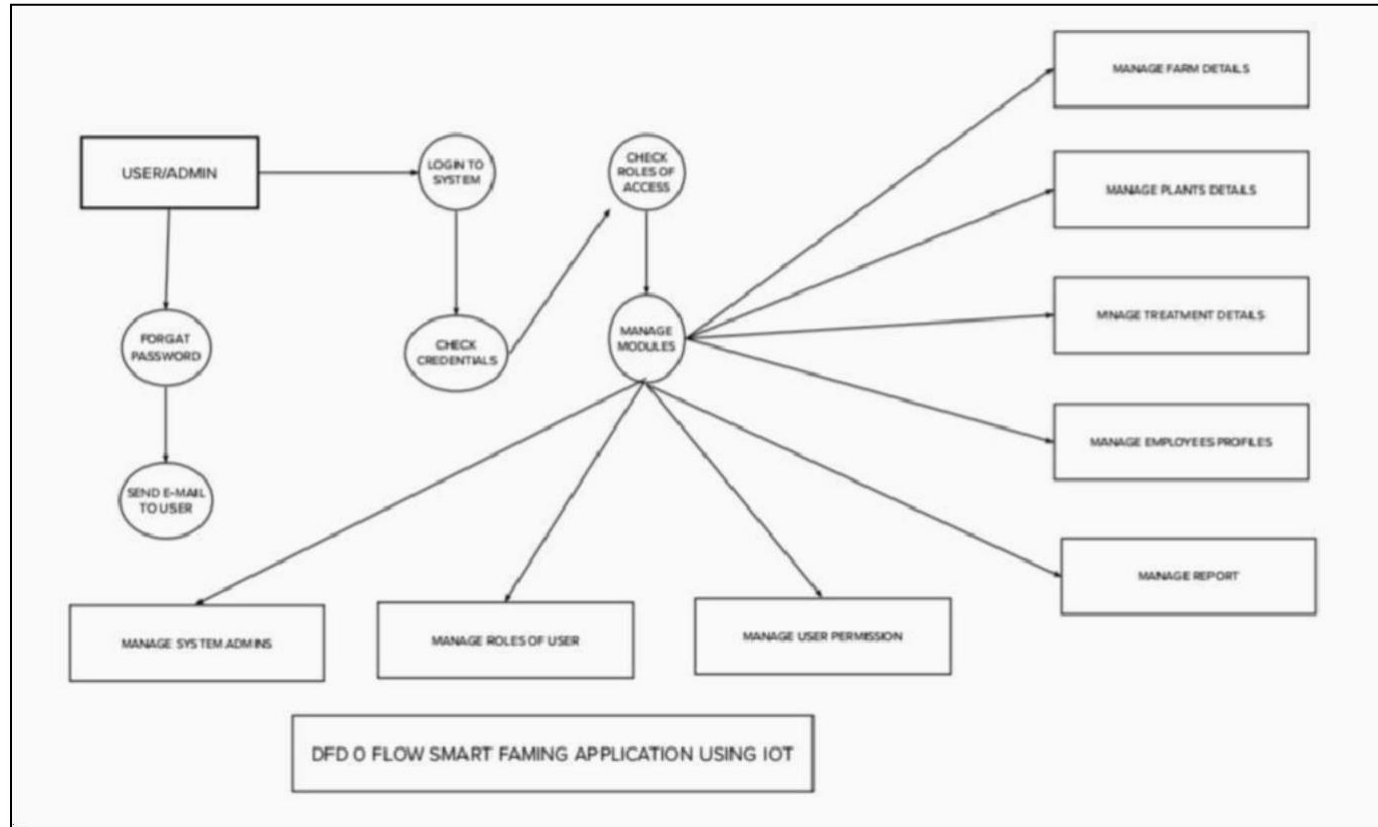 MANAGE FARM DETAILS
USER/ADMIN
LOGIN TO
SYSTEM
CHECK
ROLES OF
ACCESS
MANAGE PLANTS DETAILS
FORGAT
PASSWORD
CHECK
CREDENTIALS
MANAGE
MODULES
MNAGE TREATMENT DETAILS
MANAGE EMPLOYEES PROFILES
SEND E-MAIL
TO USER
MANAGE REPORT
MANAGE SYSTEM ADMINS
MANAGE ROLES OF USER
MANAGE USER PERMISSION
DFD 0 FLOW SMART FAMING APPLICATION USING IOT